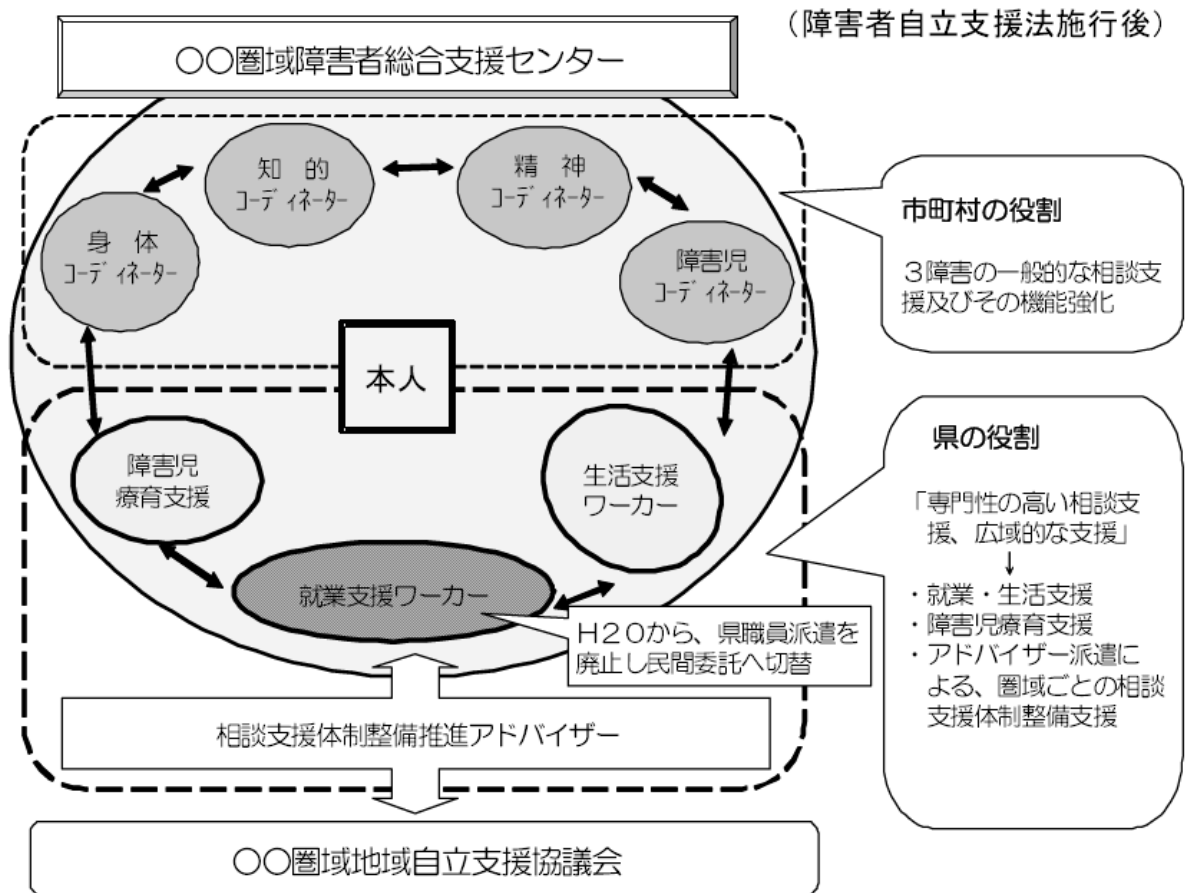 （障害者自立支援法施行後）
○○圏域障害者総合支援センター
知　的
ｺｰﾃﾞｨﾈｰﾀｰ
精　神
ｺｰﾃﾞｨﾈｰﾀｰ
身　体
ｺｰﾃﾞｨﾈｰﾀｰ
障害児
ｺｰﾃﾞｨﾈｰﾀｰ
市町村の役割
３障害の一般的な相談支
援及びその機能強化
本人
障害児
療育支援
生活支援
ワーカー
就業支援ワーカー
Ｈ２０から、県職員派遣を
廃止し民間委託へ切替
県の役割
「専門性の高い相談支
援、広域的な支援」
↓
・就業・生活支援
・障害児療育支援
・アドバイザー派遣に
よる、圏域ごとの相談
支援体制整備支援
相談支援体制整備推進アドバイザー
○○圏域地域自立支援協議会